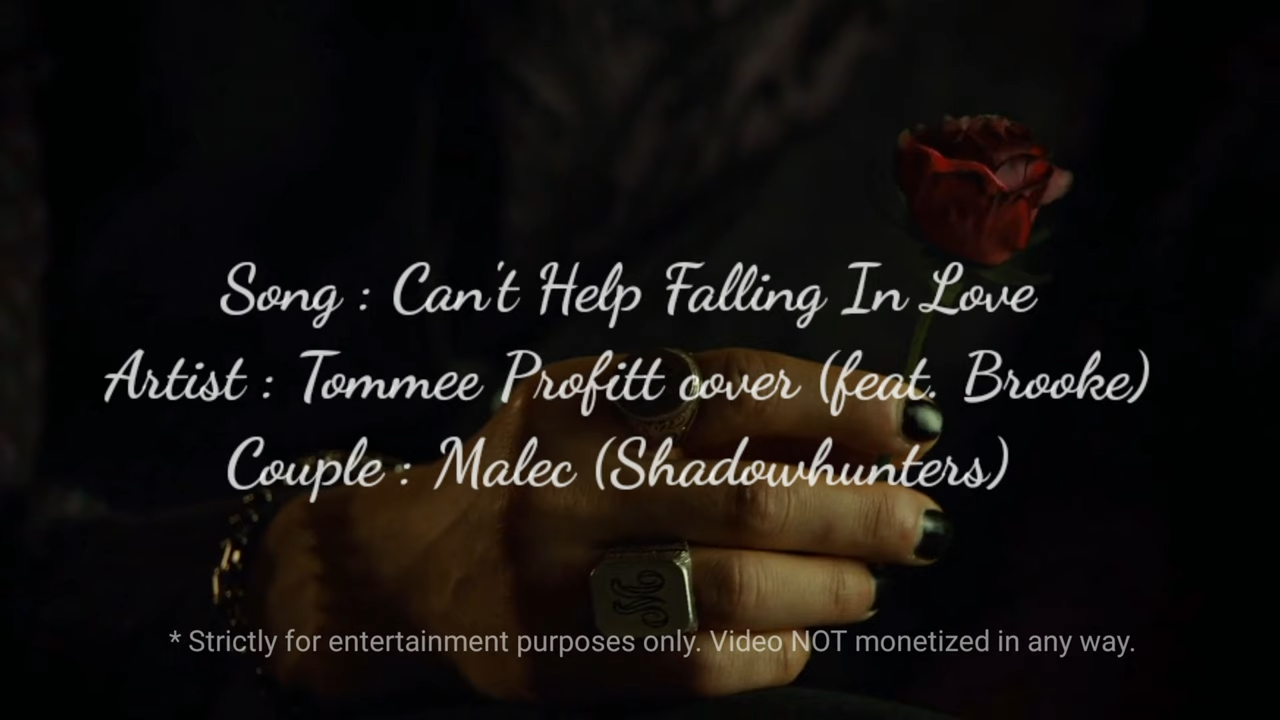 Song : Can't Help Falling In Love
Artist : Tommee Profitt cover (feat. Brooke)
Couple : Malec (Shadowhunters)
M
* Strictly for entertainment purposes only. Video NOT monetized in any way.